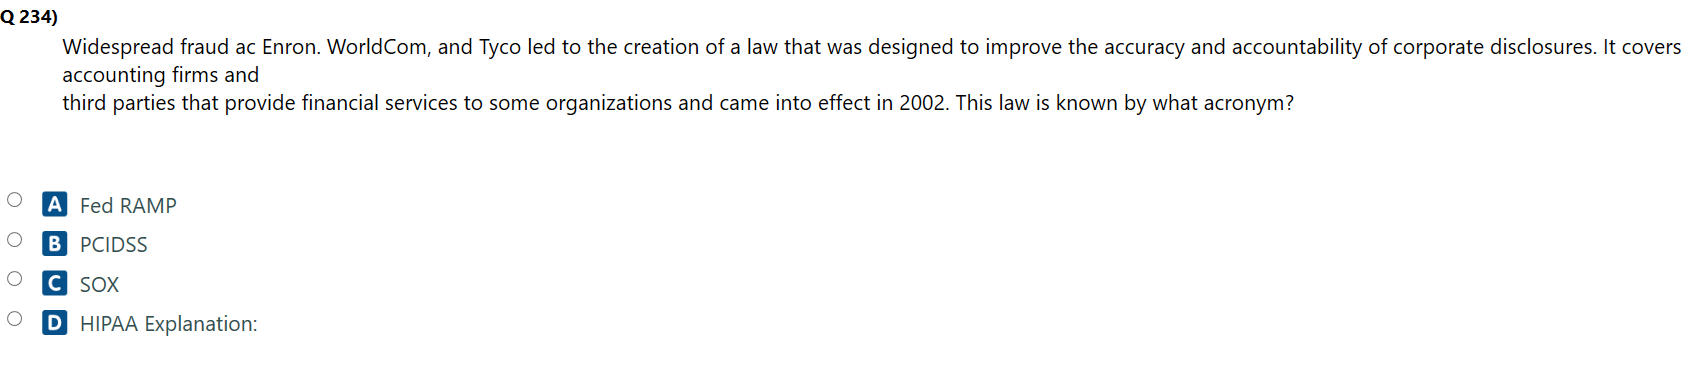 Q 234)
Widespread fraud ac Enron. WorldCom, and Tyco led to the creation of a law that was designed to improve the accuracy and accountability of corporate disclosures. It covers
accounting firms and
third parties that provide financial services to some organizations and came into effect in 2002. This law is known by what acronym?
A Fed RAMP
B PCIDSS
C SOX
D HIPAA Explanation: